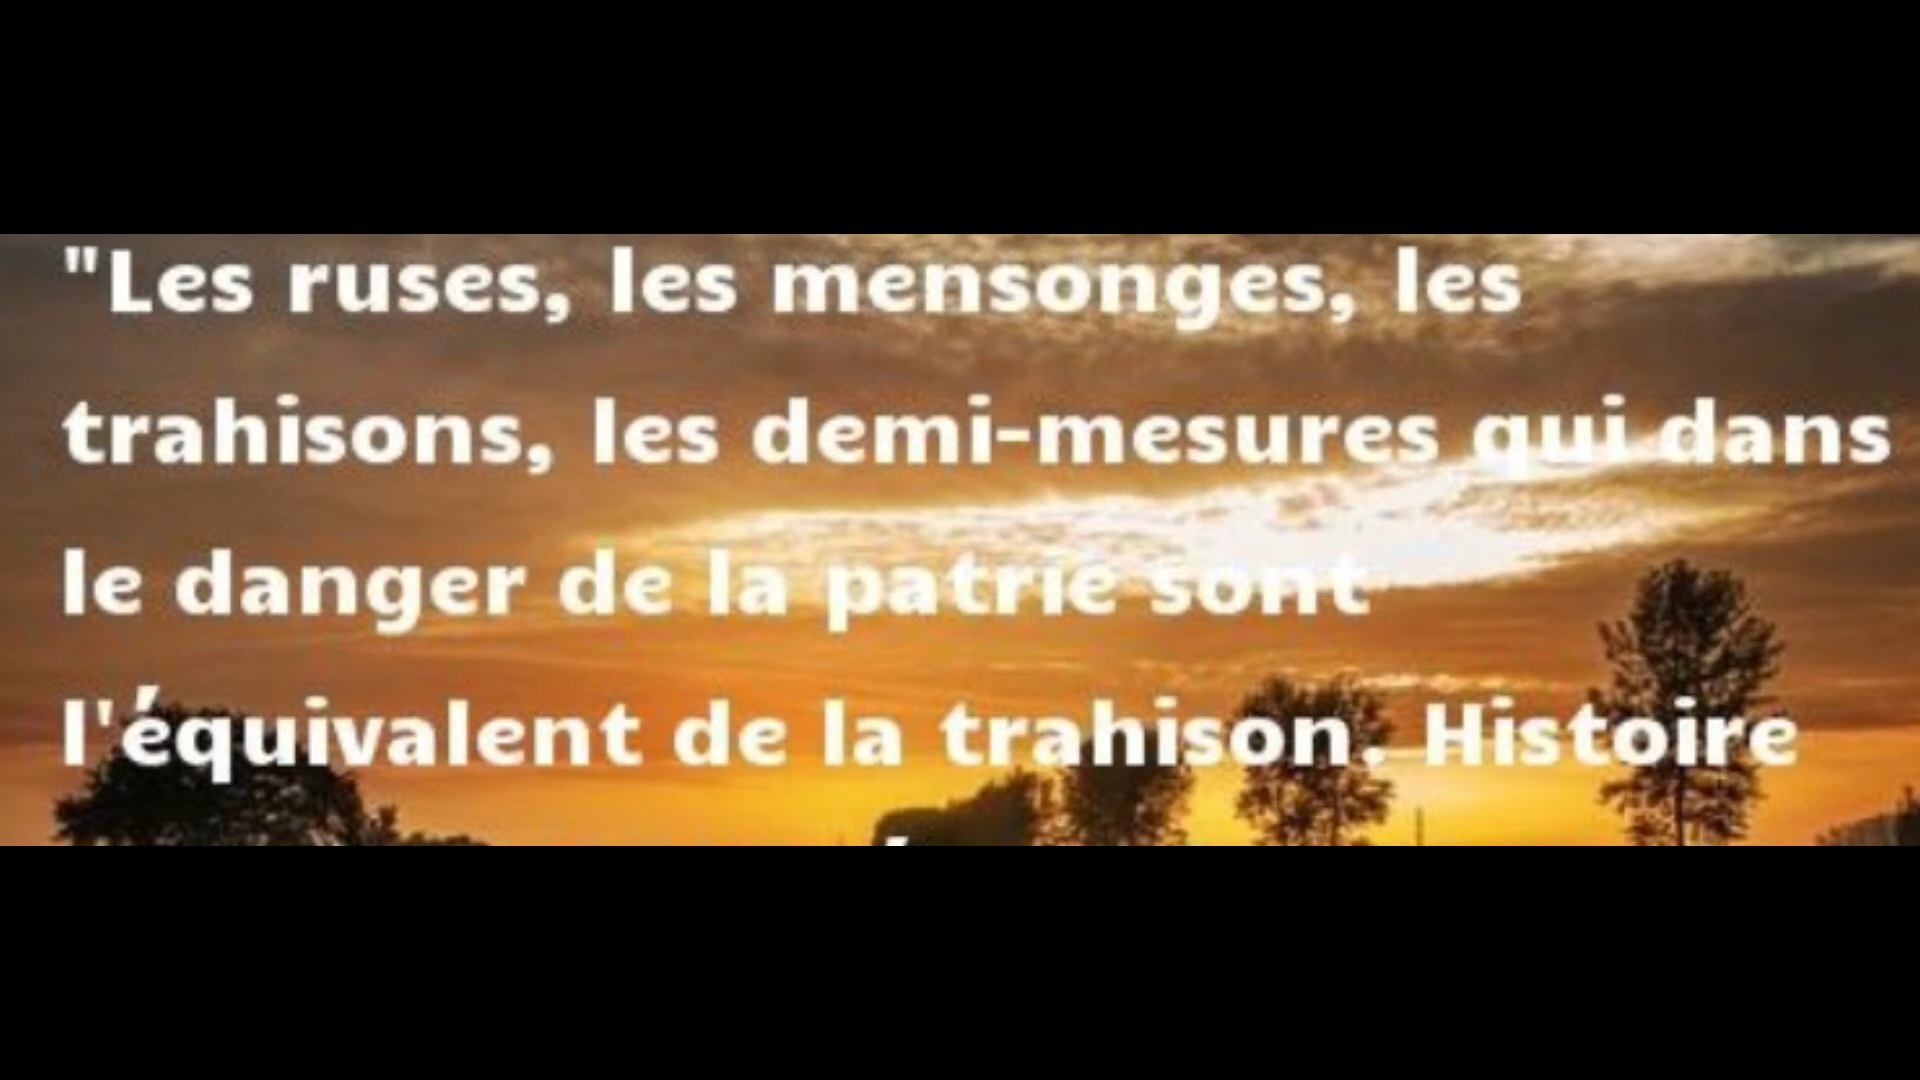 "Les ruses, les mensonges, les
trahisons, les demi-mesures qui dans
le danger de la patrie sont
l'équivalent de la trahison. Histoire